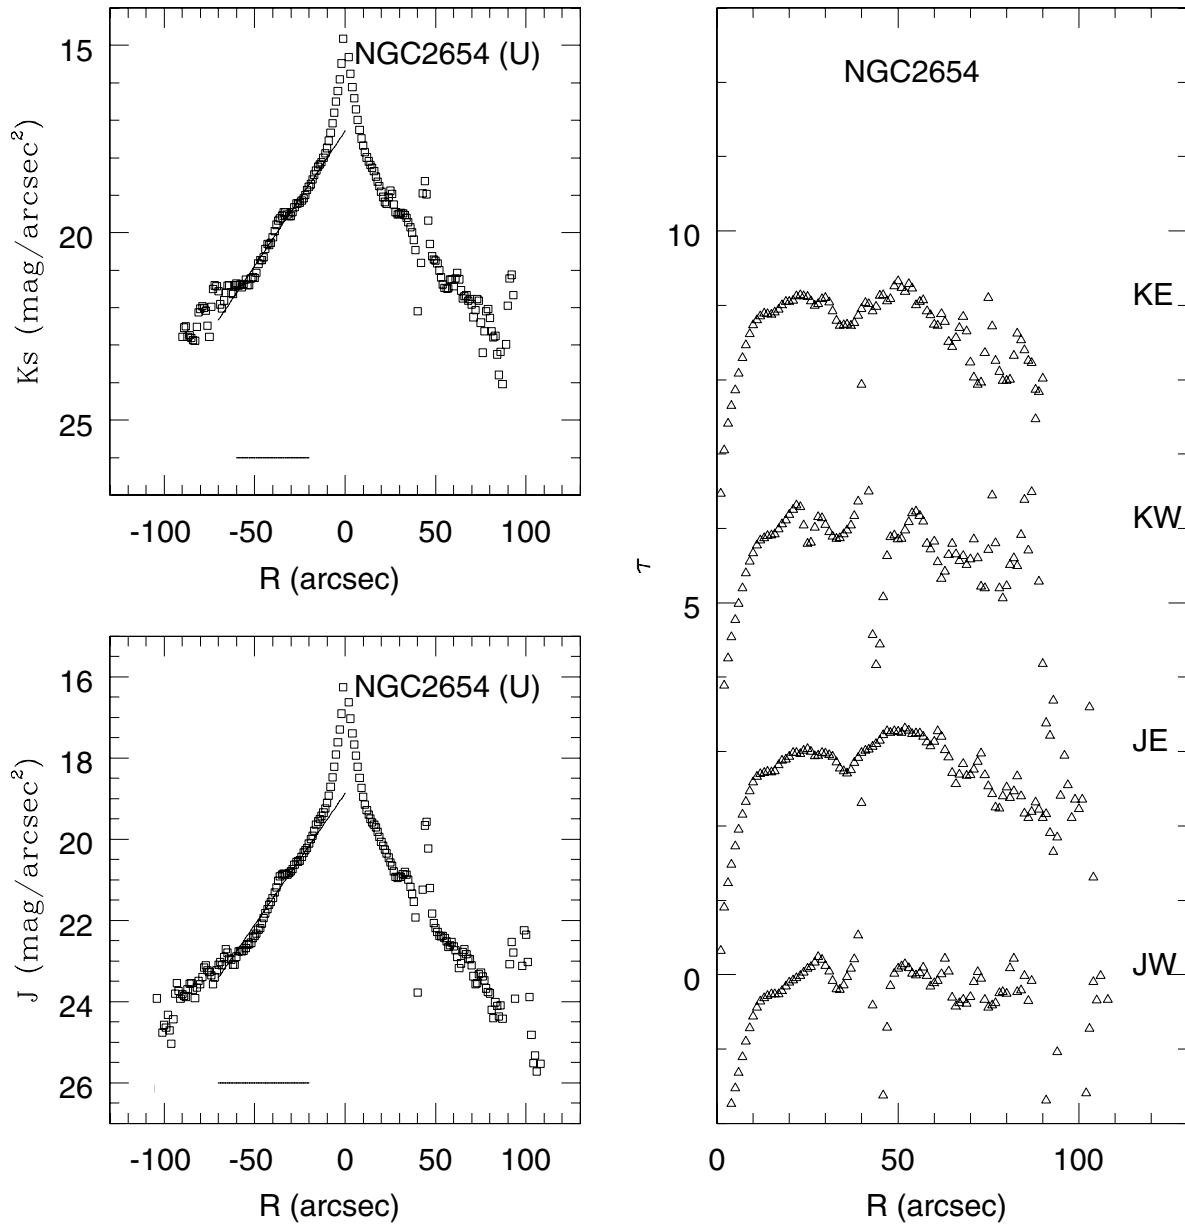 NGC2654 (U)
15
20
25
Ks (mag/arcsec²)
-100 -50 0 50 100
R (arcsec)
NGC2654 (U)
16
18
20
22
24
26
J (mag/arcsec²)
-100 -50 0 50 100
R (arcsec)
NGC2654
10
5
0
τ
KE
KW
JE
JW
0 50 100
R (arcsec)